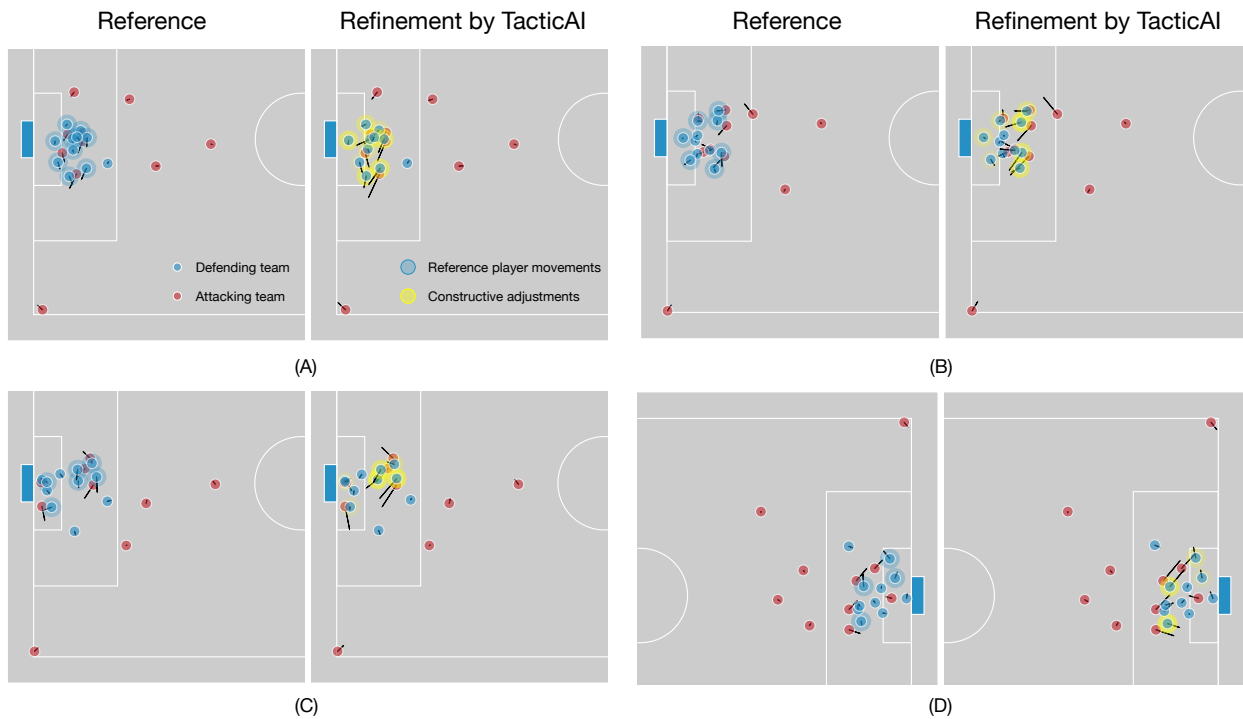 Reference
Refinement by TacticAI
Reference
Refinement by TacticAI
Defending team
Attacking team
Reference player movements
Constructive adjustments
(A)
(B)
(C)
(D)